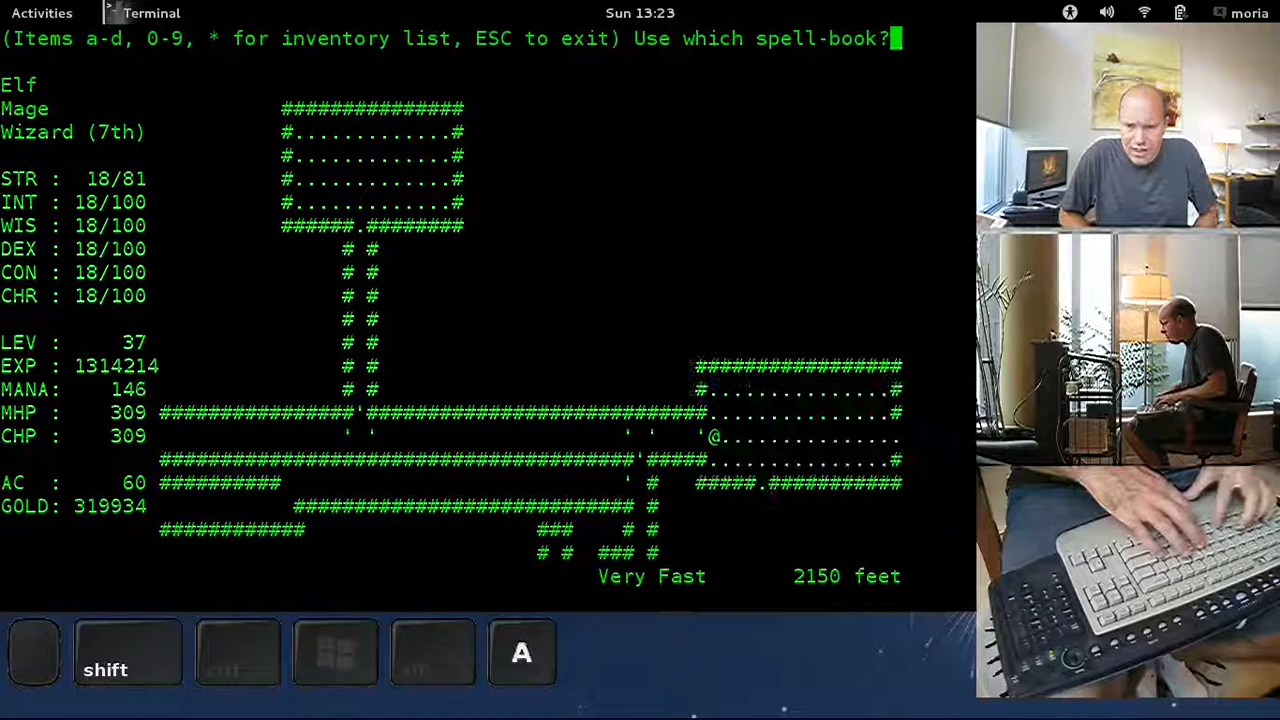 Activities Terminal Sun 13:23 moria
(Items a-d, 0-9, * for inventory list, ESC to exit) Use which spell-book?
Elf
Mage
###############
Wizard (7th) #.............#
#.............#
STR : 18/81 #.............#
INT : 18/100 #.............#
WIS : 18/100 ######.########
DEX : 18/100 # #
CON : 18/100 # #
CHR : 18/100 # #
# #
LEV : 37 # #
EXP : 1314214 # # #################
MANA: 146 # # #...............#
MHP : 309 ################'############################...............#
CHP : 309 ' ' ' ' '@...............
#######################################'#####...............#
AC : 60 ########## ' # #####.###########
GOLD: 319934 ############################ #
############ ### # #
# # ### #
Very Fast 2150 feet
shift A